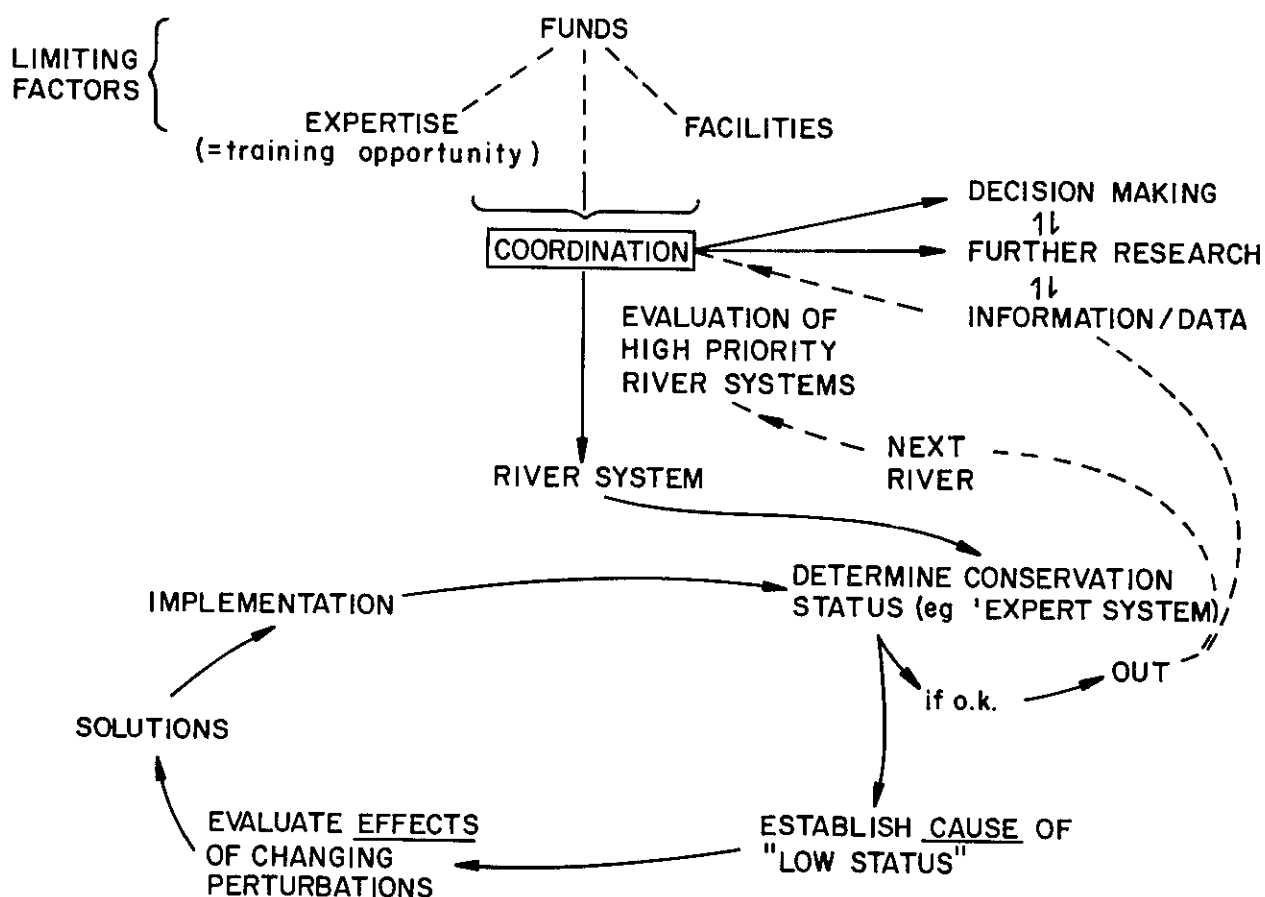 FUNDS
LIMITING
FACTORS
EXPERTISE
(=training opportunity)
FACILITIES
DECISION MAKING
COORDINATION
FURTHER RESEARCH
INFORMATION/DATA
EVALUATION OF
HIGH PRIORITY
RIVER SYSTEMS
NEXT
RIVER
RIVER SYSTEM
DETERMINE CONSERVATION
STATUS (eg 'EXPERT SYSTEM)
IMPLEMENTATION
OUT
if o.k.
SOLUTIONS
EVALUATE EFFECTS
OF CHANGING
PERTURBATIONS
ESTABLISH CAUSE OF
"LOW STATUS"